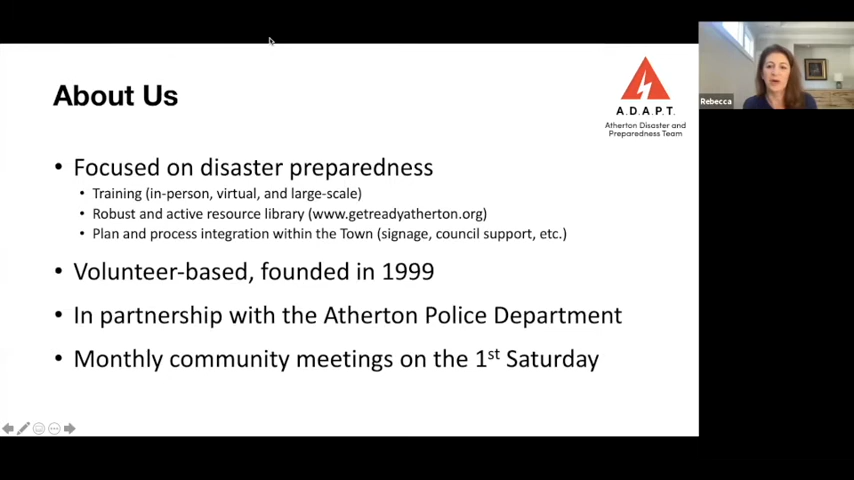 About Us
A.D.A.P.T.
Atherton Disaster and
Preparedness Team
Rebecca
• Focused on disaster preparedness
• Training (in-person, virtual, and large-scale)
• Robust and active resource library (www.getreadyatherton.org)
• Plan and process integration within the Town (signage, council support, etc.)
• Volunteer-based, founded in 1999
• In partnership with the Atherton Police Department
• Monthly community meetings on the 1st Saturday